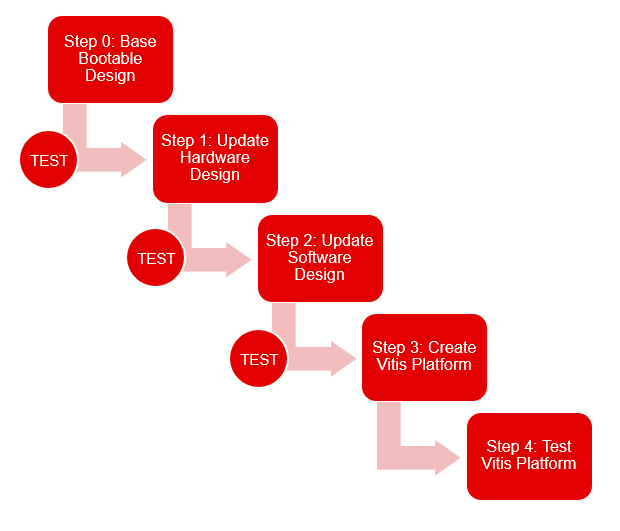 Step 0: Base
Bootable
Design
TEST
Step 1: Update
Hardware
Design
TEST
Step 2: Update
Software
Design
TEST
Step 3: Create
Vitis Platform
Step 4: Test
Vitis Platform